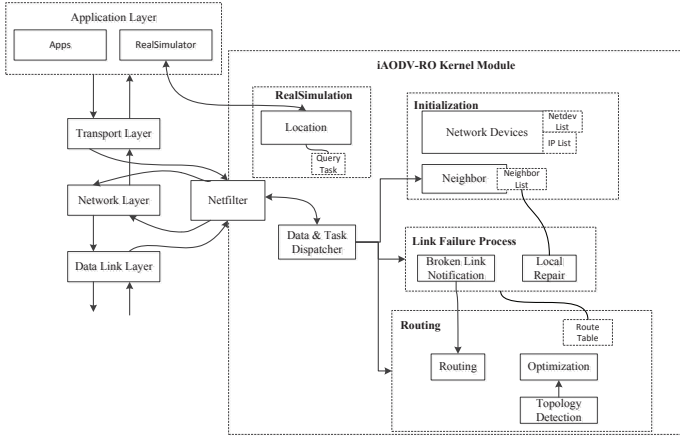 Application Layer
Apps
RealSimulator
iAODV-RO Kernel Module
RealSimulation
Location
Query
Task
Initialization
Network Devices
Netdev
List
IP List
Neighbor
Neighbor
List
Transport Layer
Network Layer
Data Link Layer
Netfilter
Data & Task
Dispatcher
Link Failure Process
Broken Link
Notification
Local
Repair
Route
Table
Routing
Routing
Optimization
Topology
Detection